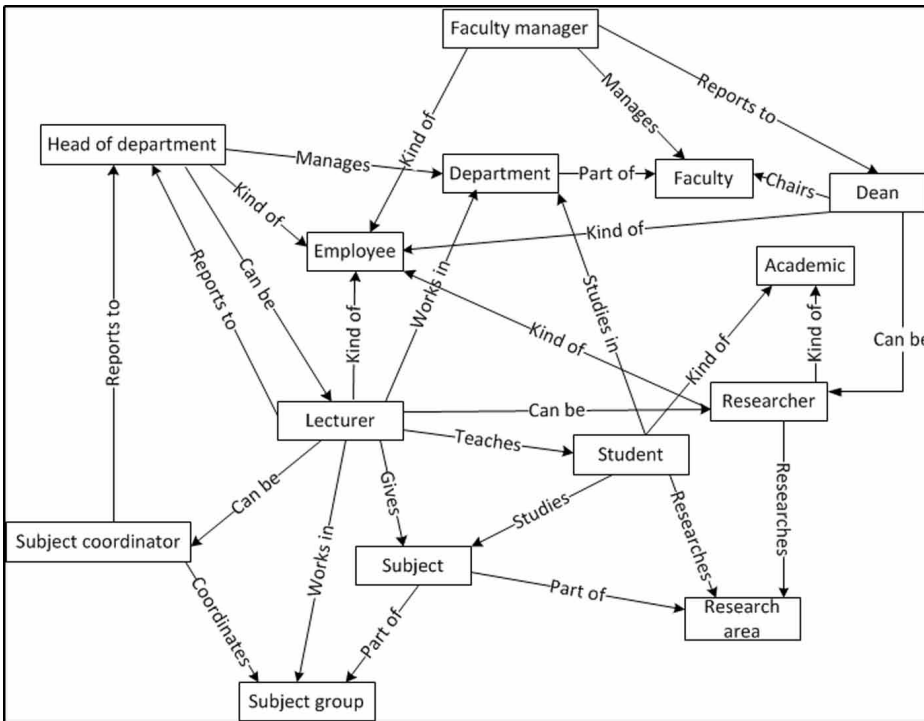 Faculty manager
Reports to
Manages
Kind of
Head of department
Manages
Department
Part of
Faculty
Chairs
Dean
Kind of
Kind of
Employee
Academic
Can be
Reports to
Works in
Studies in
Kind of
Kind of
Kind of
Kind of
Can be
Reports to
Researcher
Lecturer
Can be
Teaches
Student
Can be
Gives
Studies
Researches
Researches
Subject coordinator
Works in
Subject
Part of
Research
area
Coordinates
Part of
Subject group